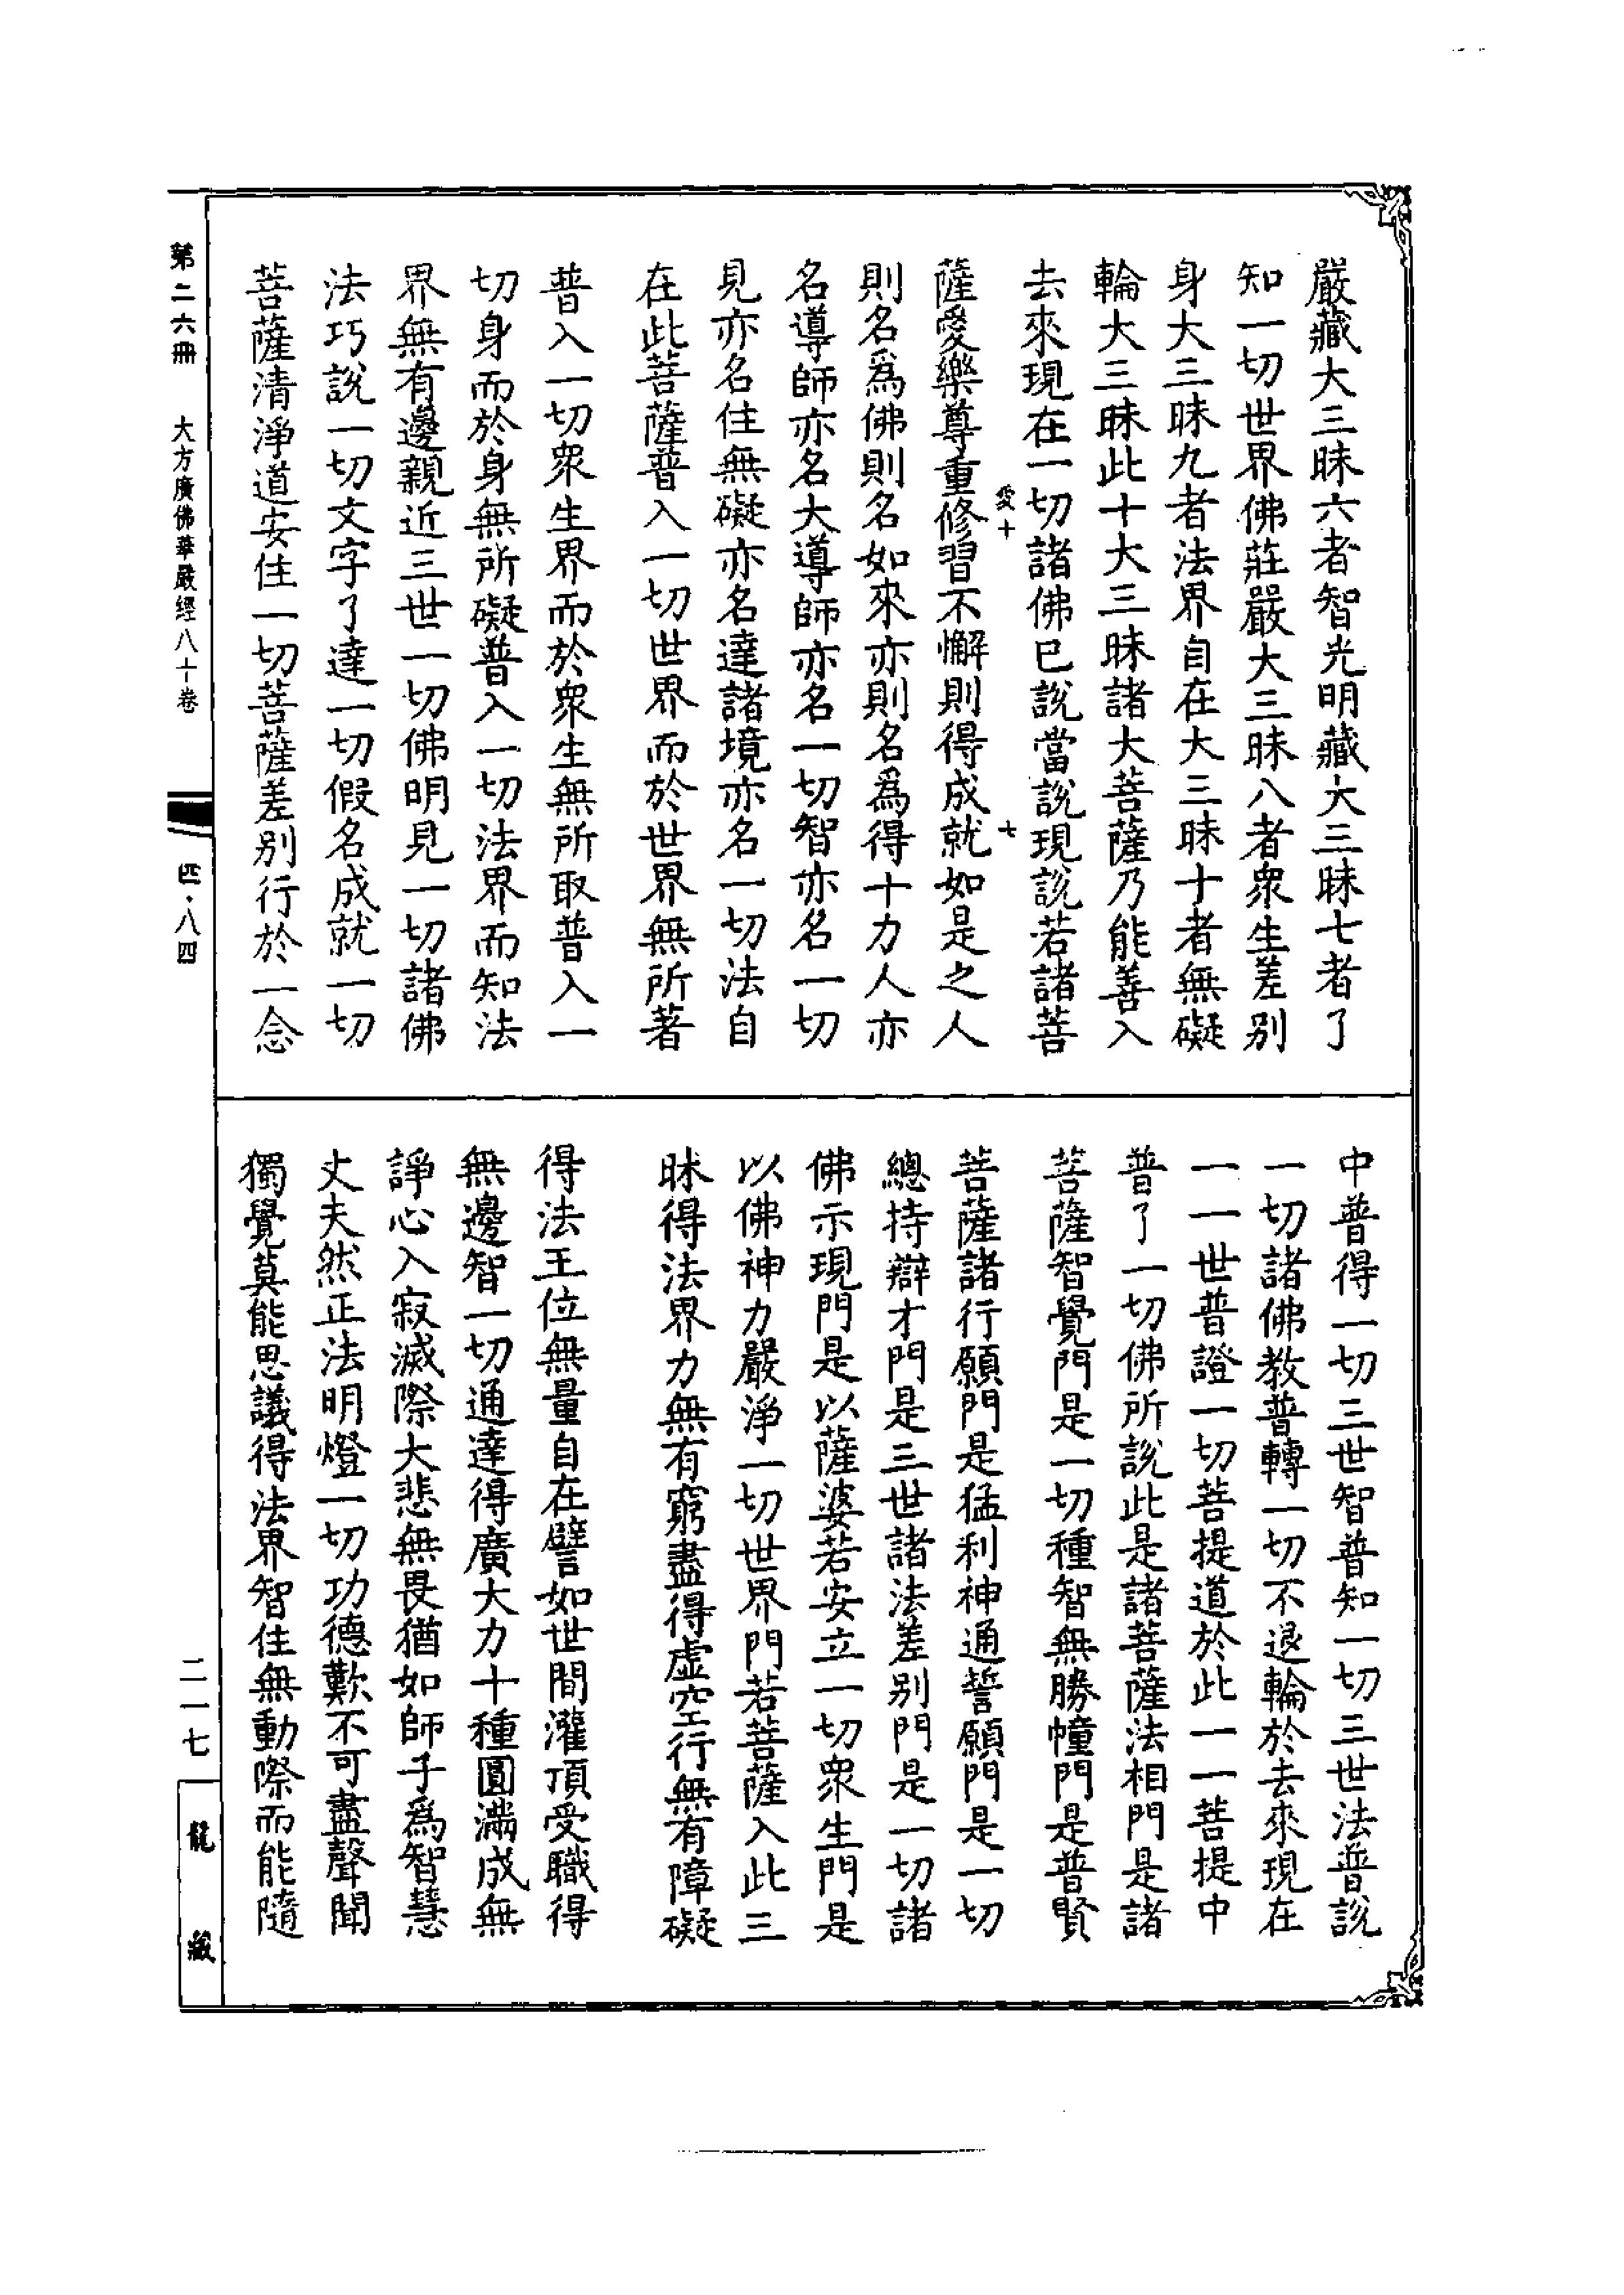 嚴藏大三昧六者智光明藏大三昧七者了
知一切世界佛莊嚴大三昧八者衆生差别
身大三昧九者法界自在大三昧十者無礙
輪大三昧此十大三昧諸大菩薩乃能善入
去來現在一切諸佛已說當說現說若諸菩
愛十 七
薩愛樂尊重修習不懈則得成就如是之人
則名爲佛則名如來亦則名爲得十力人亦
名導師亦名大導師亦名一切智亦名一切
見亦名住無礙亦名達諸境亦名一切法自
在此菩薩普入一切世界而於世界無所著
普入一切衆生界而於衆生無所取普入一
切身而於身無所礙普入一切法界而知法
界無有邊親近三世一切佛明見一切諸佛
法巧說一切文字了達一切假名成就一切
菩薩清淨道安住一切菩薩差别行於一念
中普得一切三世智普知一切三世法普說
一切諸佛教普轉一切不退輪於去來現在
一一世普證一切菩提道於此一一菩提中
普了一切佛所說此是諸菩薩法相門是諸
菩薩智覺門是一切種智無勝幢門是普賢
菩薩諸行願門是猛利神通誓願門是一切
總持辯才門是三世諸法差别門是一切諸
佛示現門是以薩婆若安立一切衆生門是
以佛神力嚴淨一切世界門若菩薩入此三
昧得法界力無有窮盡得虛空行無有障礙
得法王位無量自在譬如世間灌頂受職得
無邊智一切通達得廣大力十種圓滿成無
諍心入寂滅際大悲無畏猶如師子爲智慧
丈夫然正法明燈一切功德歎不可盡聲聞
獨覺莫能思議得法界智住無動際而能隨
第二六冊 大方廣佛華嚴經八十卷 四·八四 二一七 龍藏